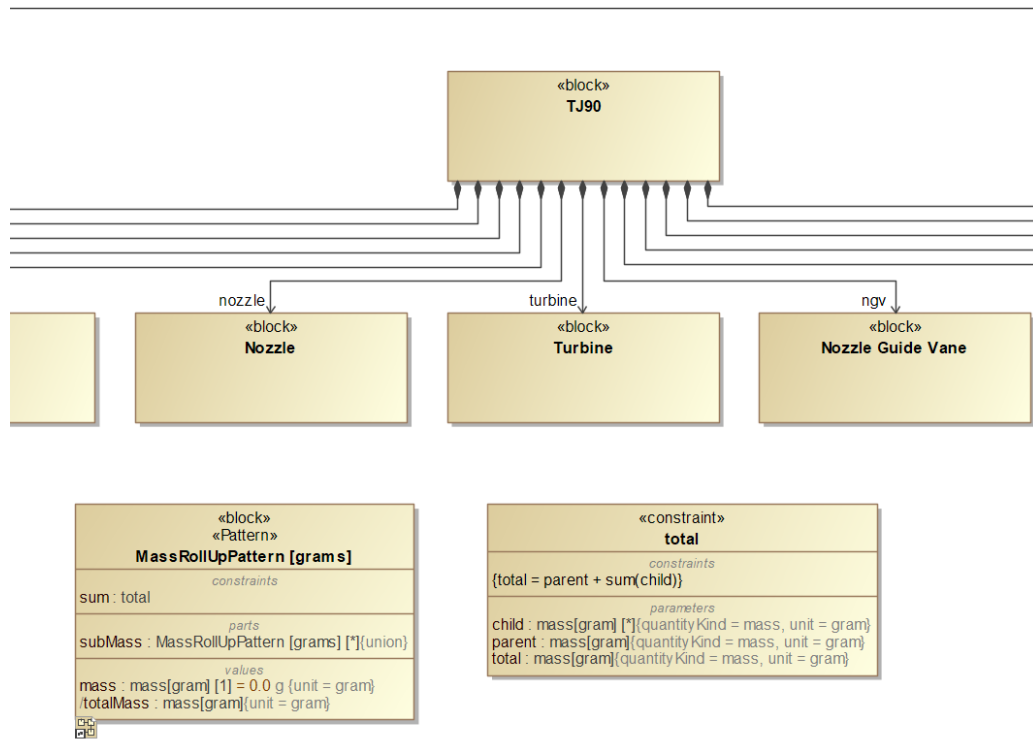 «block»
TJ90
nozzle
turbine
ngv
«block»
Nozzle
«block»
Turbine
«block»
Nozzle Guide Vane
«block»
«Pattern»
MassRollUpPattern [grams]
constraints
sum : total
parts
subMass : MassRollUpPattern [grams] [*]{union}
values
mass : mass[gram] [1] = 0.0 g {unit = gram}
/totalMass : mass[gram]{unit = gram}
«constraint»
total
constraints
{total = parent + sum(child)}
parameters
child : mass[gram] [*]{quantityKind = mass, unit = gram}
parent : mass[gram]{quantityKind = mass, unit = gram}
total : mass[gram]{quantityKind = mass, unit = gram}